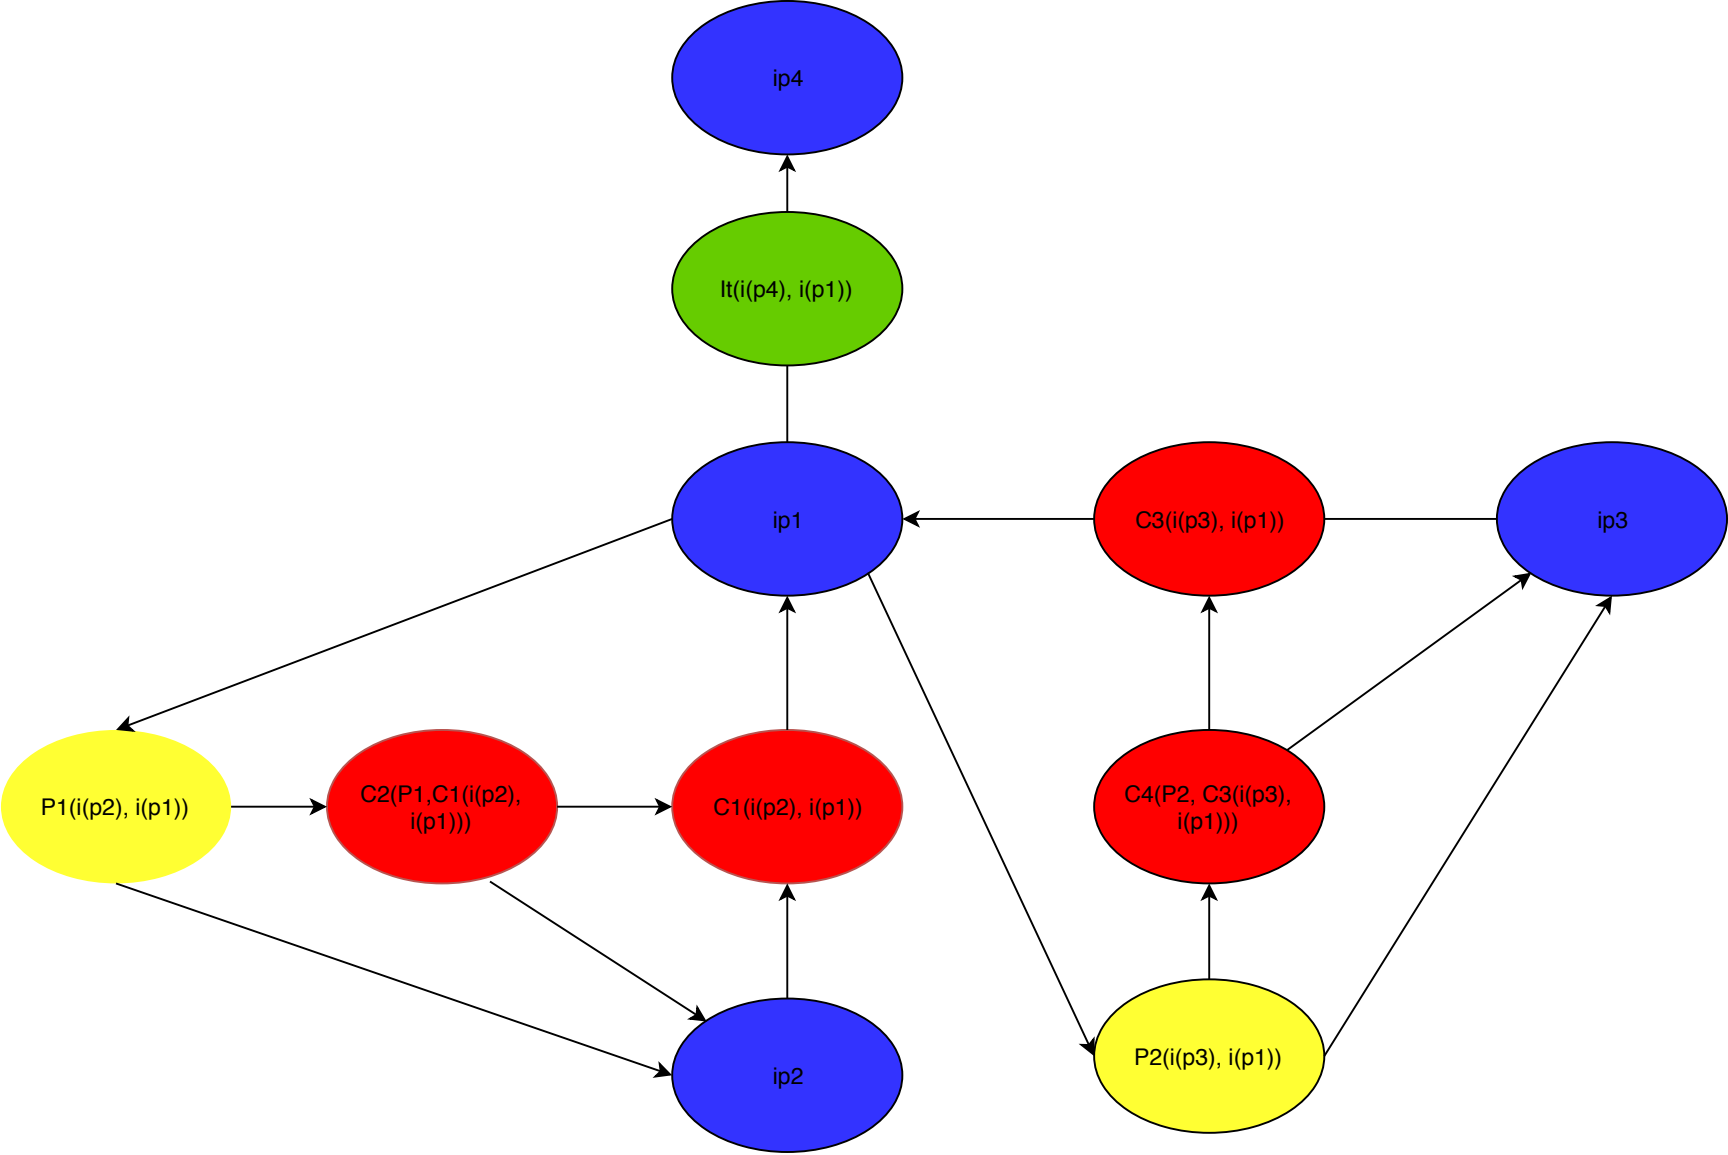 ip4
It(i(p4), i(p1))
ip1
C3(i(p3), i(p1))
ip3
P1(i(p2), i(p1))
C2(P1,C1(i(p2),
i(p1)))
C1(i(p2), i(p1))
C4(P2, C3(i(p3),
i(p1)))
P2(i(p3), i(p1))
ip2